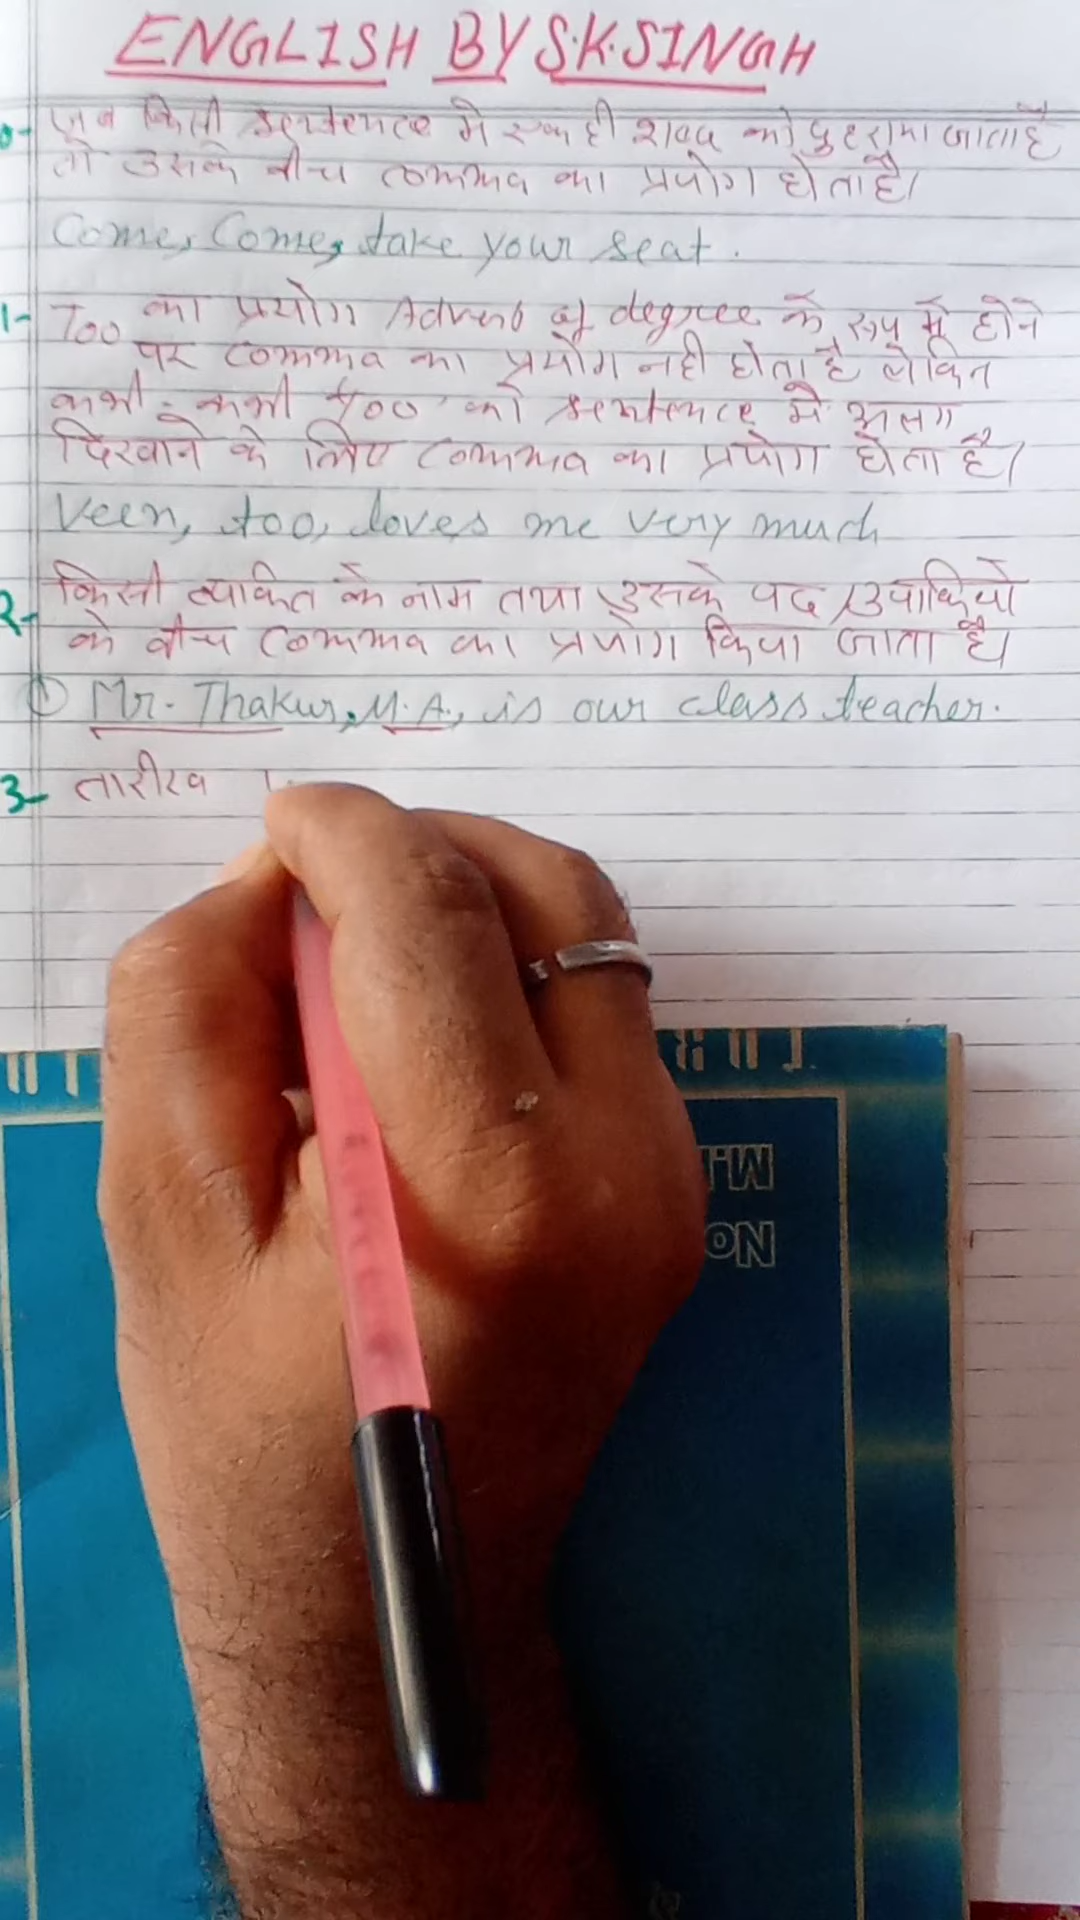 ENGLISH BY S.K.SINGH
0- जब किसी sentence मे एक ही शब्द को दुहराया जाता है
तो उसके बीच comma का प्रयोग होता है।
Come, Come, take your seat.
1- Too का प्रयोग Adverb of degree के रूप में होने
पर comma का प्रयोग नही होता है लेकिन
कभी-कभी too को sentence में अलग
दिखाने के लिए comma का प्रयोग होता है।
Veen, too, loves me very much
2- किसी व्यक्ति के नाम तथा उसके पद/उपाधियो
के बीच comma का प्रयोग किया जाता है।
① Mr. Thakur, M.A., is our class teacher.
3- तारीख